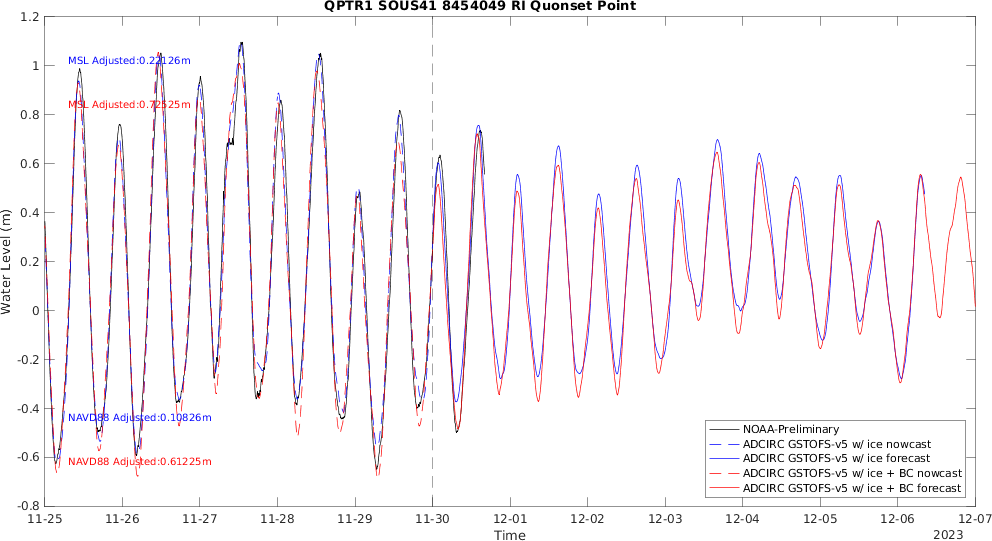 QPTR1 SOUS41 8454049 RI Quonset Point
1.2
1
0.8
0.6
0.4
0.2
0
-0.2
-0.4
-0.6
-0.8
Water Level (m)
MSL Adjusted:0.22126m
MSL Adjusted:0.72525m
NAVD88 Adjusted:0.10826m
NAVD88 Adjusted:0.61225m
NOAA-Preliminary
ADCIRC GSTOFS-v5 w/ ice nowcast
ADCIRC GSTOFS-v5 w/ ice forecast
ADCIRC GSTOFS-v5 w/ ice + BC nowcast
ADCIRC GSTOFS-v5 w/ ice + BC forecast
11-25 11-26 11-27 11-28 11-29 11-30 12-01 12-02 12-03 12-04 12-05 12-06 12-07
Time
2023